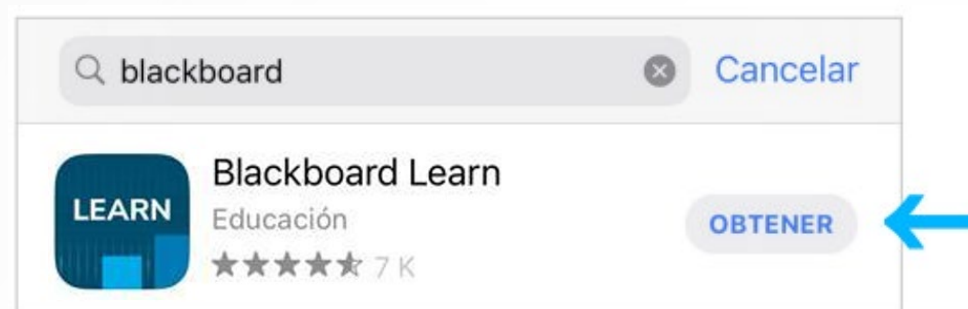 blackboard Cancelar
LEARN
Blackboard Learn
Educación
7 K
OBTENER